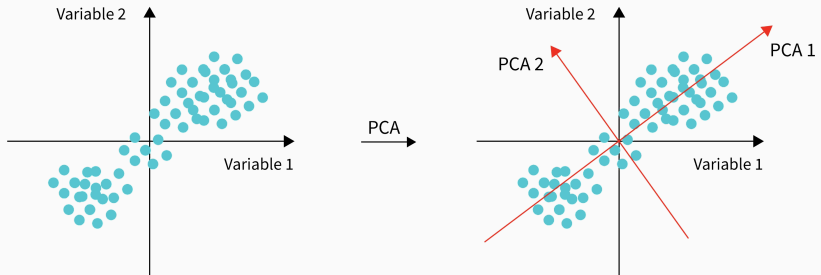 Variable 2
Variable 1
PCA
Variable 2
PCA 1
PCA 2
Variable 1